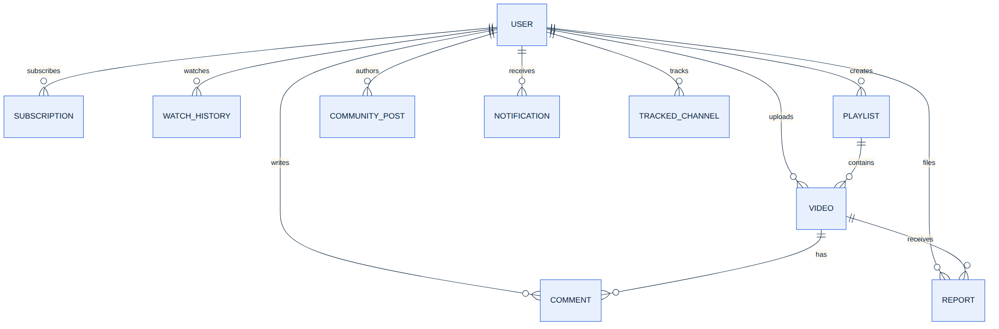 USER
subscribes
watches
authors
receives
tracks
creates
SUBSCRIPTION
WATCH_HISTORY
COMMUNITY_POST
NOTIFICATION
TRACKED_CHANNEL
uploads
PLAYLIST
writes
contains
files
VIDEO
receives
has
COMMENT
REPORT